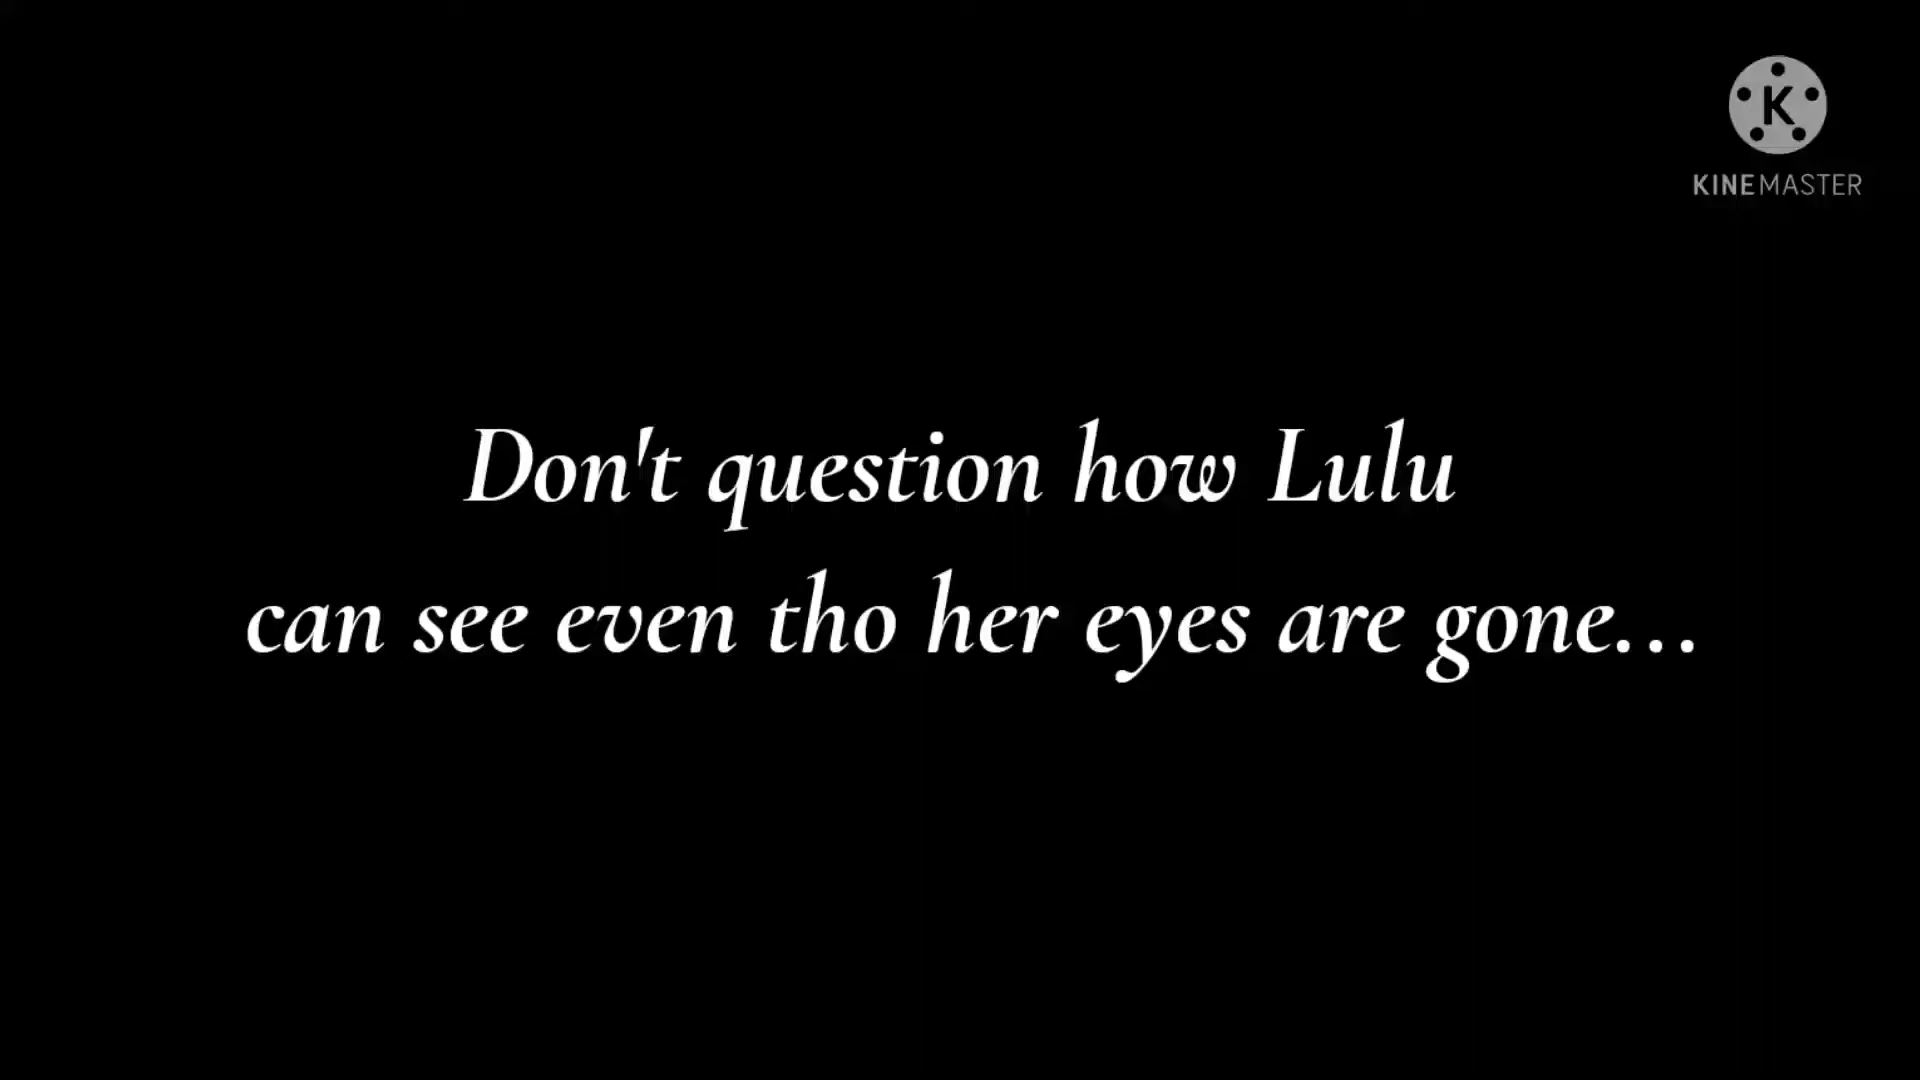 K
KINEMASTER
Don't question how Lulu
can see even tho her eyes are gone...